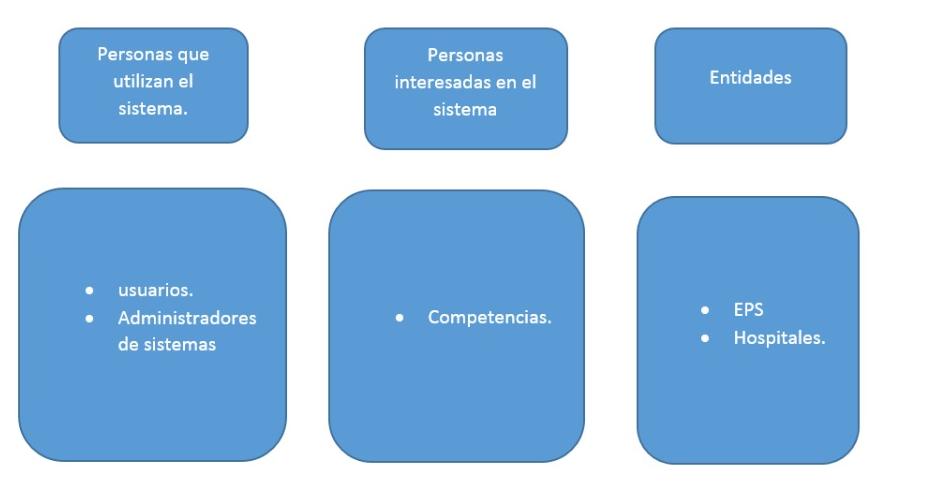 Personas que
utilizan el
sistema.
Personas
interesadas en el
sistema
Entidades
• usuarios.
• Administradores
de sistemas
• Competencias.
• EPS
• Hospitales.